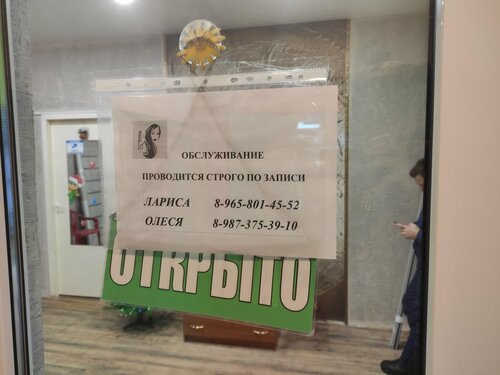 ОБСЛУЖИВАНИЕ
ПРОВОДИТСЯ СТРОГО ПО ЗАПИСИ
ЛАРИСА 8-965-801-45-52
ОЛЕСЯ 8-987-375-39-10
ОТКРЫТО